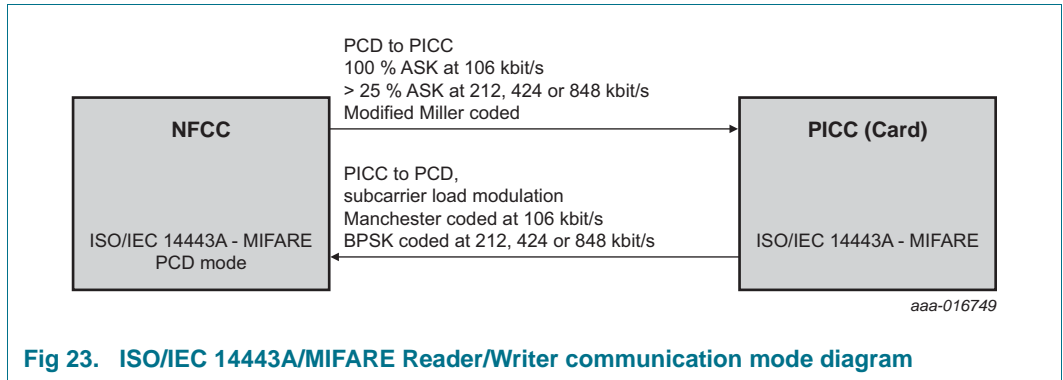 PCD to PICC
100 % ASK at 106 kbit/s
> 25 % ASK at 212, 424 or 848 kbit/s
Modified Miller coded
NFCC
PICC (Card)
PICC to PCD,
subcarrier load modulation
Manchester coded at 106 kbit/s
BPSK coded at 212, 424 or 848 kbit/s
ISO/IEC 14443A - MIFARE
PCD mode
ISO/IEC 14443A - MIFARE
aaa-016749
Fig 23. ISO/IEC 14443A/MIFARE Reader/Writer communication mode diagram